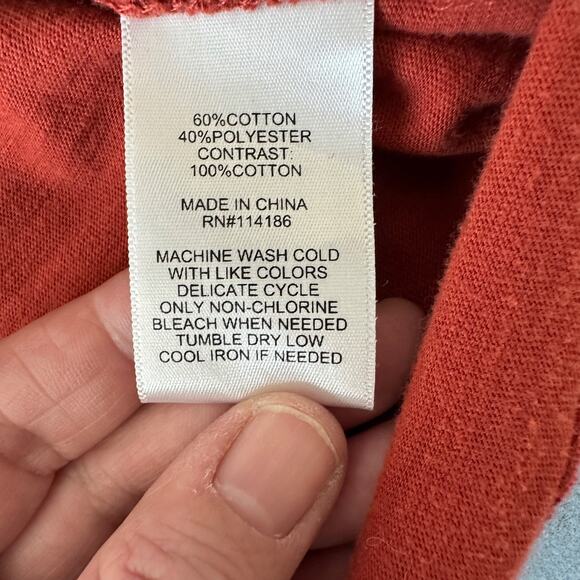 60%COTTON
40%POLYESTER
CONTRAST:
100%COTTON
MADE IN CHINA
RN#114186
MACHINE WASH COLD
WITH LIKE COLORS
DELICATE CYCLE
ONLY NON-CHLORINE
BLEACH WHEN NEEDED
TUMBLE DRY LOW
COOL IRON IF NEEDED